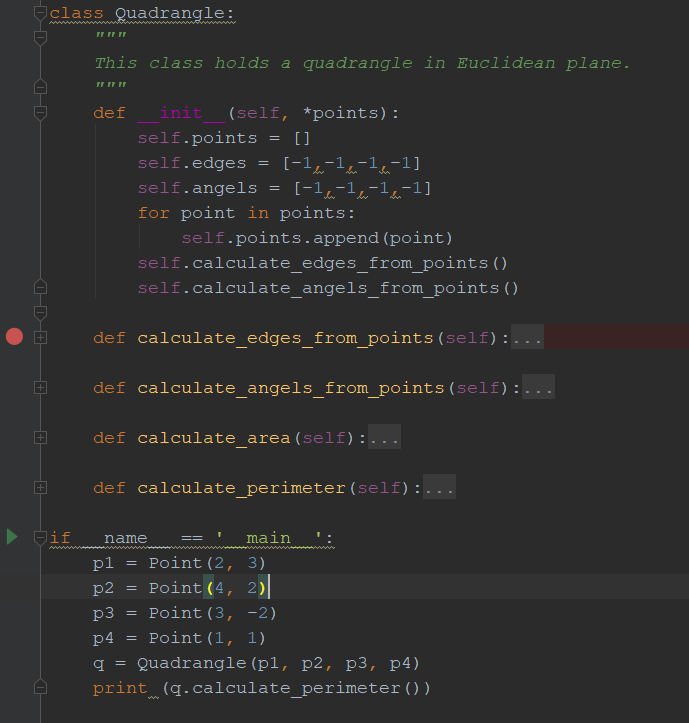 class Quadrangle:
    """
    This class holds a quadrangle in Euclidean plane.
    """
    def __init__(self, *points):
        self.points = []
        self.edges = [-1,-1,-1,-1]
        self.angels = [-1,-1,-1,-1]
        for point in points:
            self.points.append(point)
        self.calculate_edges_from_points()
        self.calculate_angels_from_points()
    def calculate_edges_from_points(self):...
    def calculate_angels_from_points(self):...
    def calculate_area(self):...
    def calculate_perimeter(self):...
if __name__ == '__main__':
    p1 = Point(2, 3)
    p2 = Point(4, 2)
    p3 = Point(3, -2)
    p4 = Point(1, 1)
    q = Quadrangle(p1, p2, p3, p4)
    print (q.calculate_perimeter())